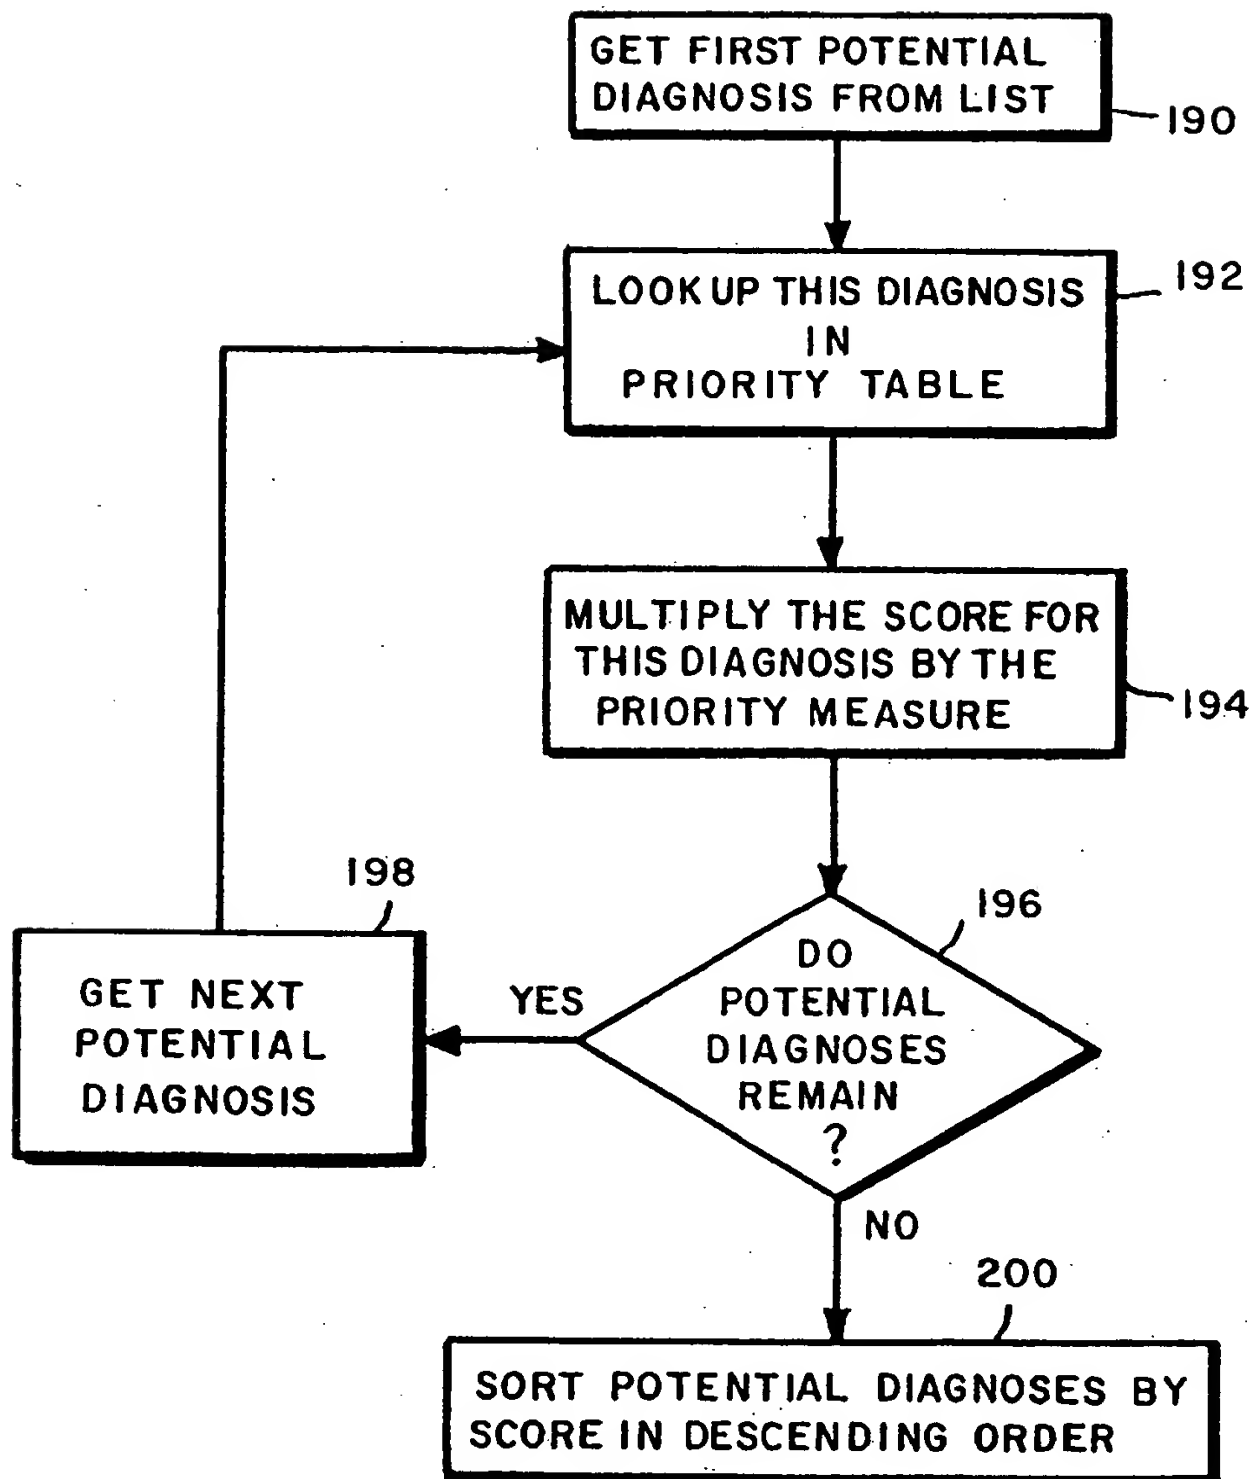 GET FIRST POTENTIAL
DIAGNOSIS FROM LIST
190
LOOK UP THIS DIAGNOSIS
IN
PRIORITY TABLE
192
MULTIPLY THE SCORE FOR
THIS DIAGNOSIS BY THE
PRIORITY MEASURE
194
198
GET NEXT
POTENTIAL
DIAGNOSIS
YES
196
DO
POTENTIAL
DIAGNOSES
REMAIN
?
NO
200
SORT POTENTIAL DIAGNOSES BY
SCORE IN DESCENDING ORDER